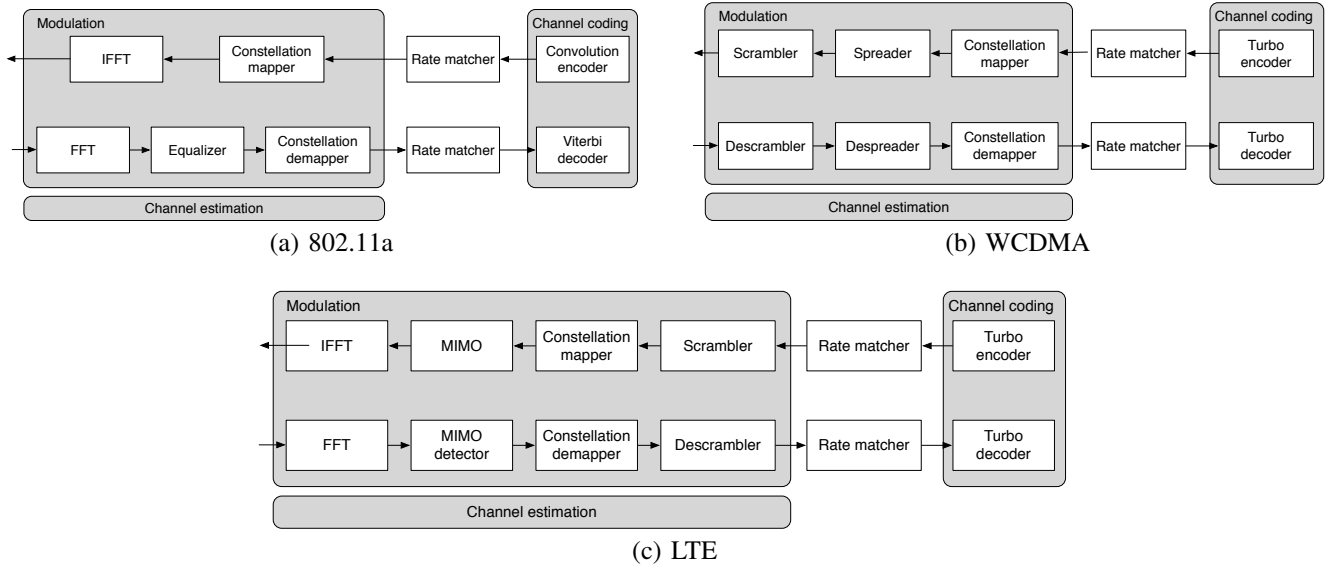 Modulation
Channel coding
IFFT
Constellation
mapper
Rate matcher
Convolution
encoder
FFT
Equalizer
Constellation
demapper
Rate matcher
Viterbi
decoder
Channel estimation
(a) 802.11a
Modulation
Channel coding
Scrambler
Spreader
Constellation
mapper
Rate matcher
Turbo
encoder
Descrambler
Despreader
Constellation
demapper
Rate matcher
Turbo
decoder
Channel estimation
(b) WCDMA
Modulation
Channel coding
IFFT
MIMO
Constellation
mapper
Scrambler
Rate matcher
Turbo
encoder
FFT
MIMO
detector
Constellation
demapper
Descrambler
Rate matcher
Turbo
decoder
Channel estimation
(c) LTE